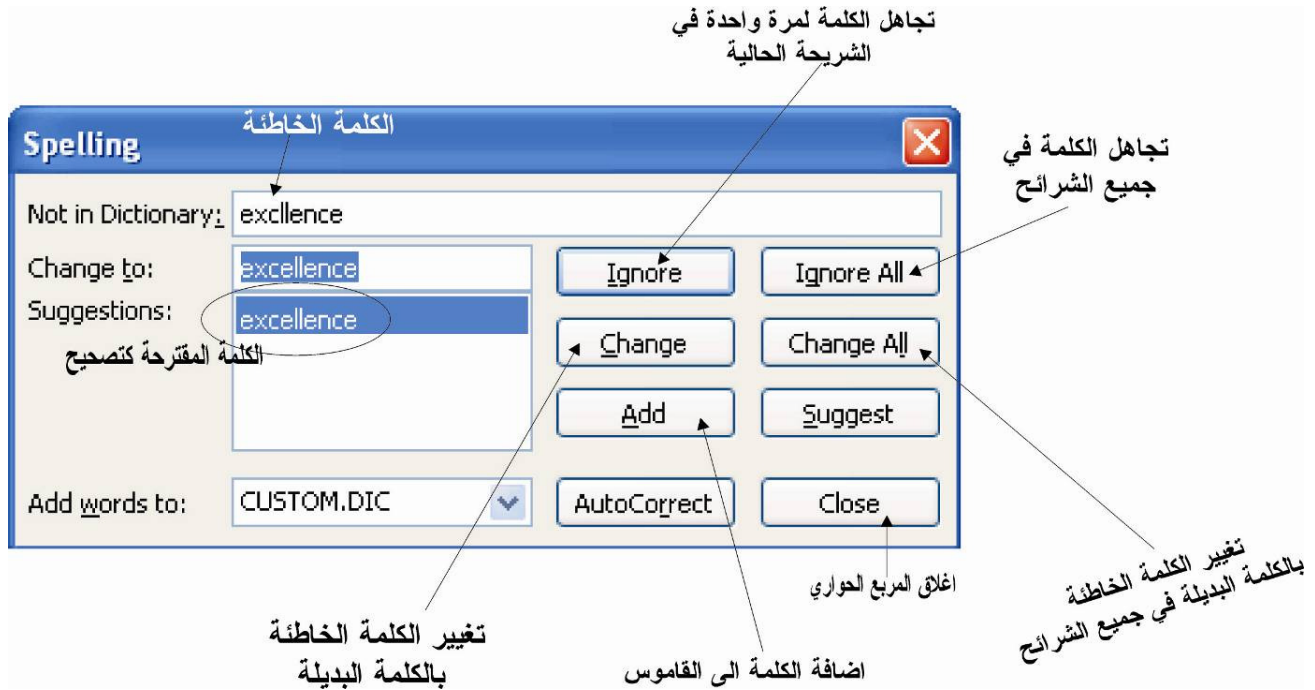 تجاهل الكلمة لمرة واحدة في
الشريحة الحالية
Spelling
الكلمة الخاطئة
تجاهل الكلمة في
جميع الشرائح
Not in Dictionary:
excllence
Change to:
excellence
Ignore
Ignore All
Suggestions:
excellence
الكلمة المقترحة كتصحيح
Change
Change All
Add
Suggest
Add words to:
CUSTOM.DIC
AutoCorrect
Close
اغلاق المربع الحواري
تغيير الكلمة الخاطئة
بالكلمة البديلة في جميع الشرائح
تغيير الكلمة الخاطئة
بالكلمة البديلة
اضافة الكلمة الى القاموس